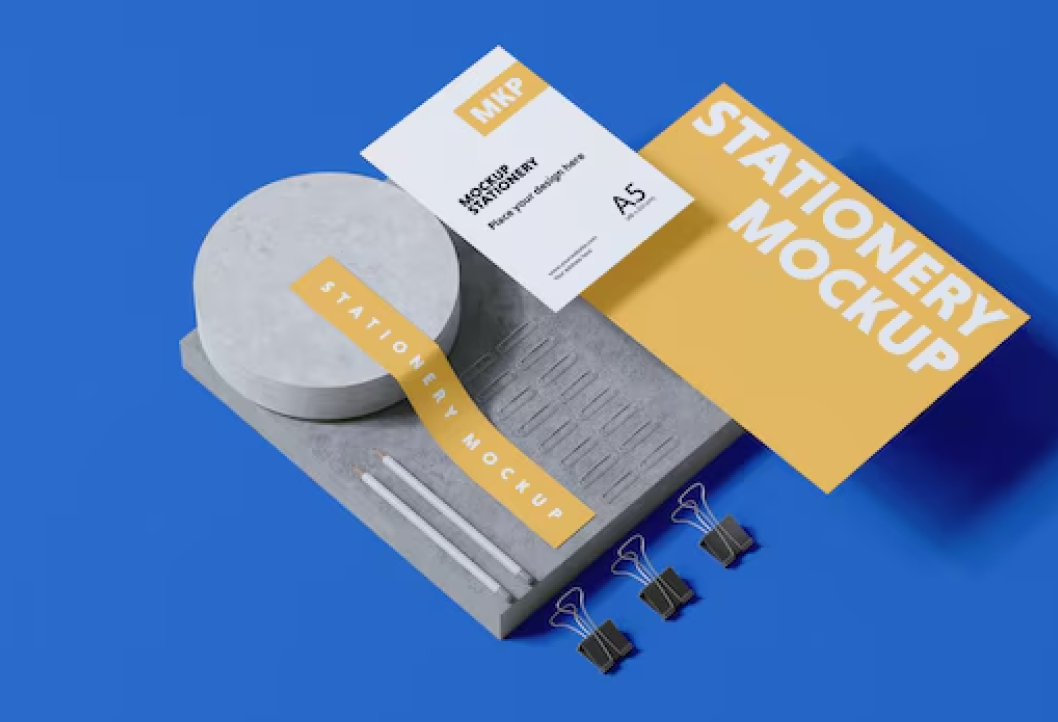 MKP
MOCKUP
STATIONERY
Place your design here
A5
STATIONERY
MOCKUP
STATIONERY MOCKUP